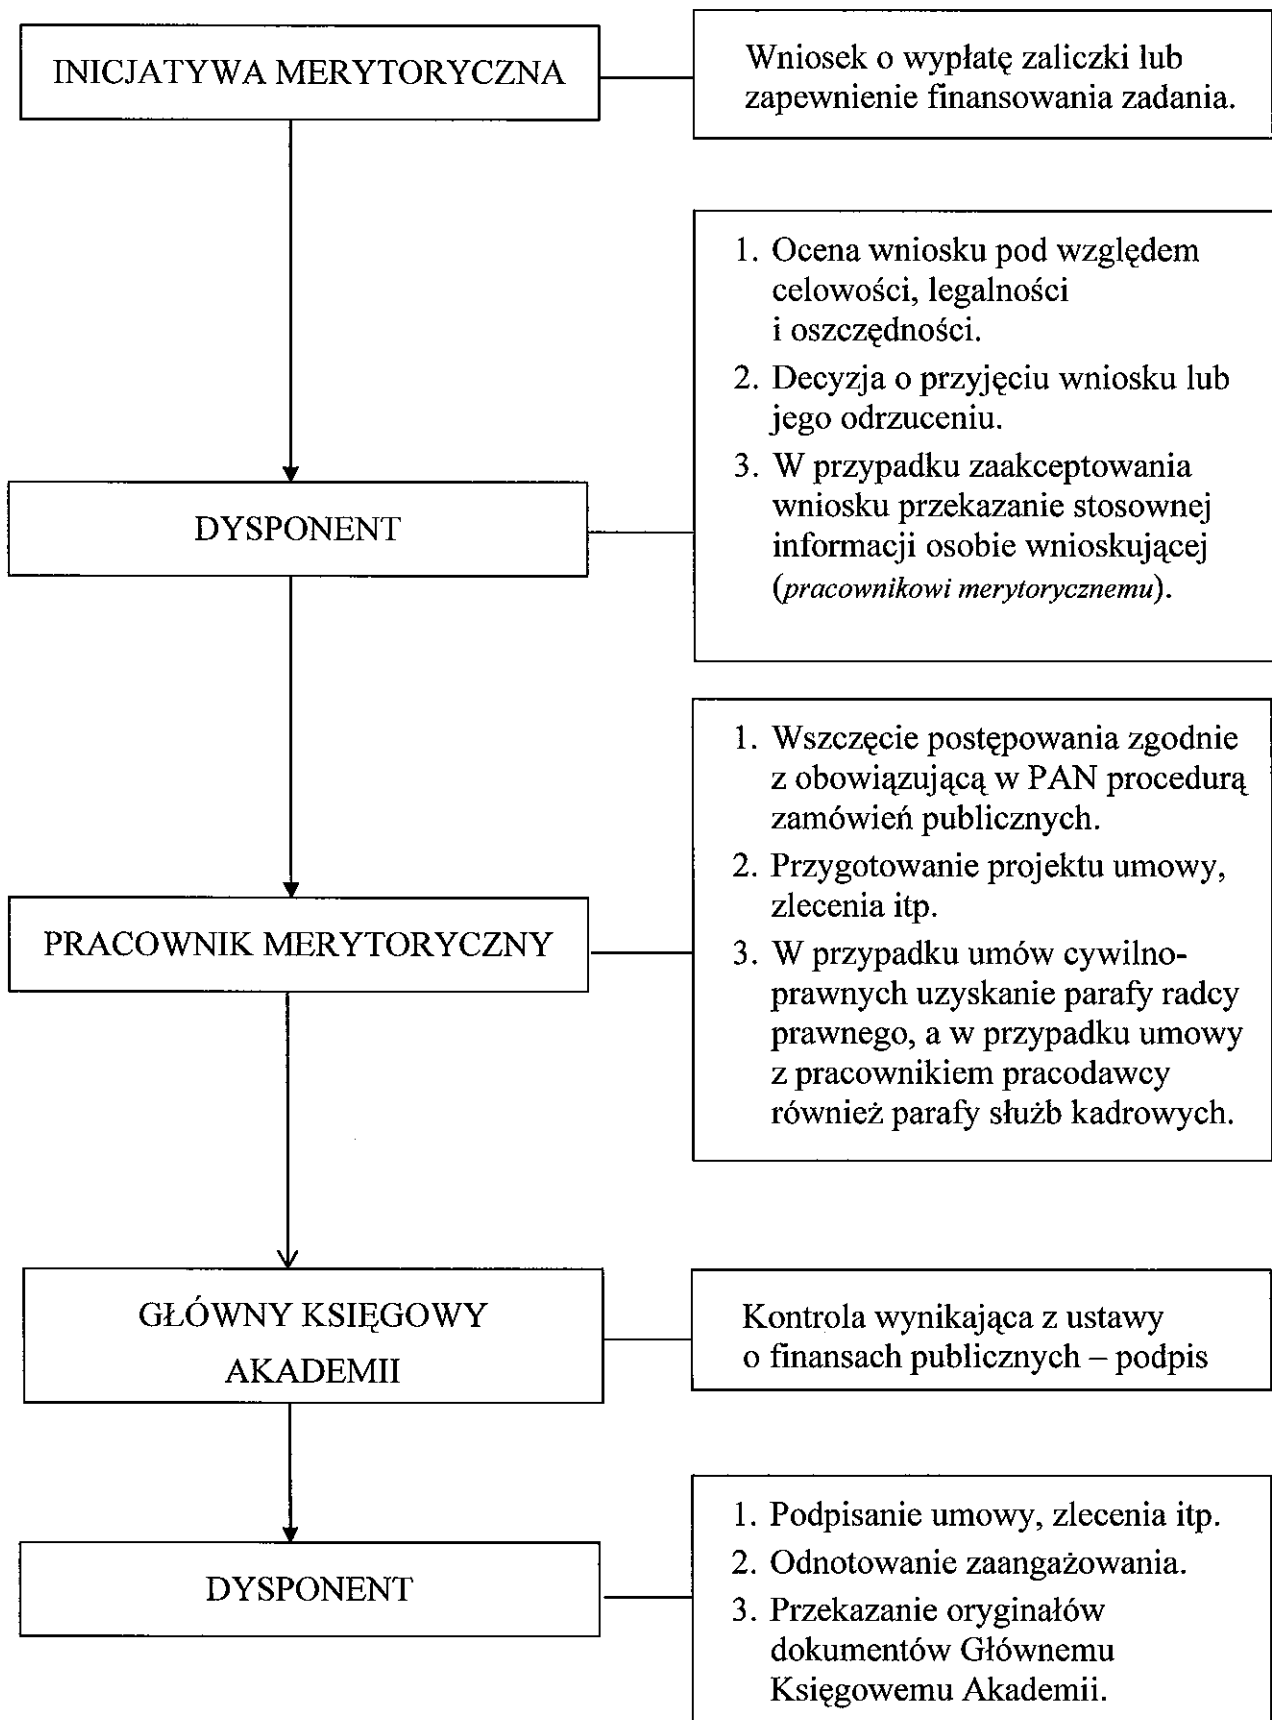 INICJATYWA MERYTORYCZNA
Wniosek o wypłatę zaliczki lub
zapewnienie finansowania zadania.
1. Ocena wniosku pod względem
celowości, legalności
i oszczędności.
2. Decyzja o przyjęciu wniosku lub
jego odrzuceniu.
3. W przypadku zaakceptowania
wniosku przekazanie stosownej
informacji osobie wnioskującej
(pracownikowi merytorycznemu).
DYSPONENT
1. Wszczęcie postępowania zgodnie
z obowiązującą w PAN procedurą
zamówień publicznych.
2. Przygotowanie projektu umowy,
zlecenia itp.
3. W przypadku umów cywilno-
prawnych uzyskanie parafy radcy
prawnego, a w przypadku umowy
z pracownikiem pracodawcy
również parafy służb kadrowych.
PRACOWNIK MERYTORYCZNY
GŁÓWNY KSIĘGOWY
AKADEMII
Kontrola wynikająca z ustawy
o finansach publicznych – podpis
DYSPONENT
1. Podpisanie umowy, zlecenia itp.
2. Odnotowanie zaangażowania.
3. Przekazanie oryginałów
dokumentów Głównemu
Księgowemu Akademii.